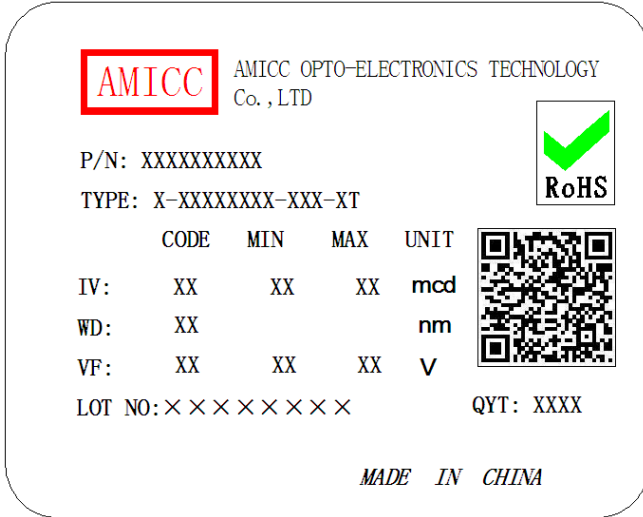 AMICC
AMICC OPTO-ELECTRONICS TECHNOLOGY
Co.,LTD
RoHS
P/N: XXXXXXXXXX
TYPE: X-XXXXXXXX-XXX-XT
CODE MIN MAX UNIT
IV: XX XX XX mcd
WD: XX nm
VF: XX XX XX V
LOT NO:×××××××× QYT: XXXX
MADE IN CHINA